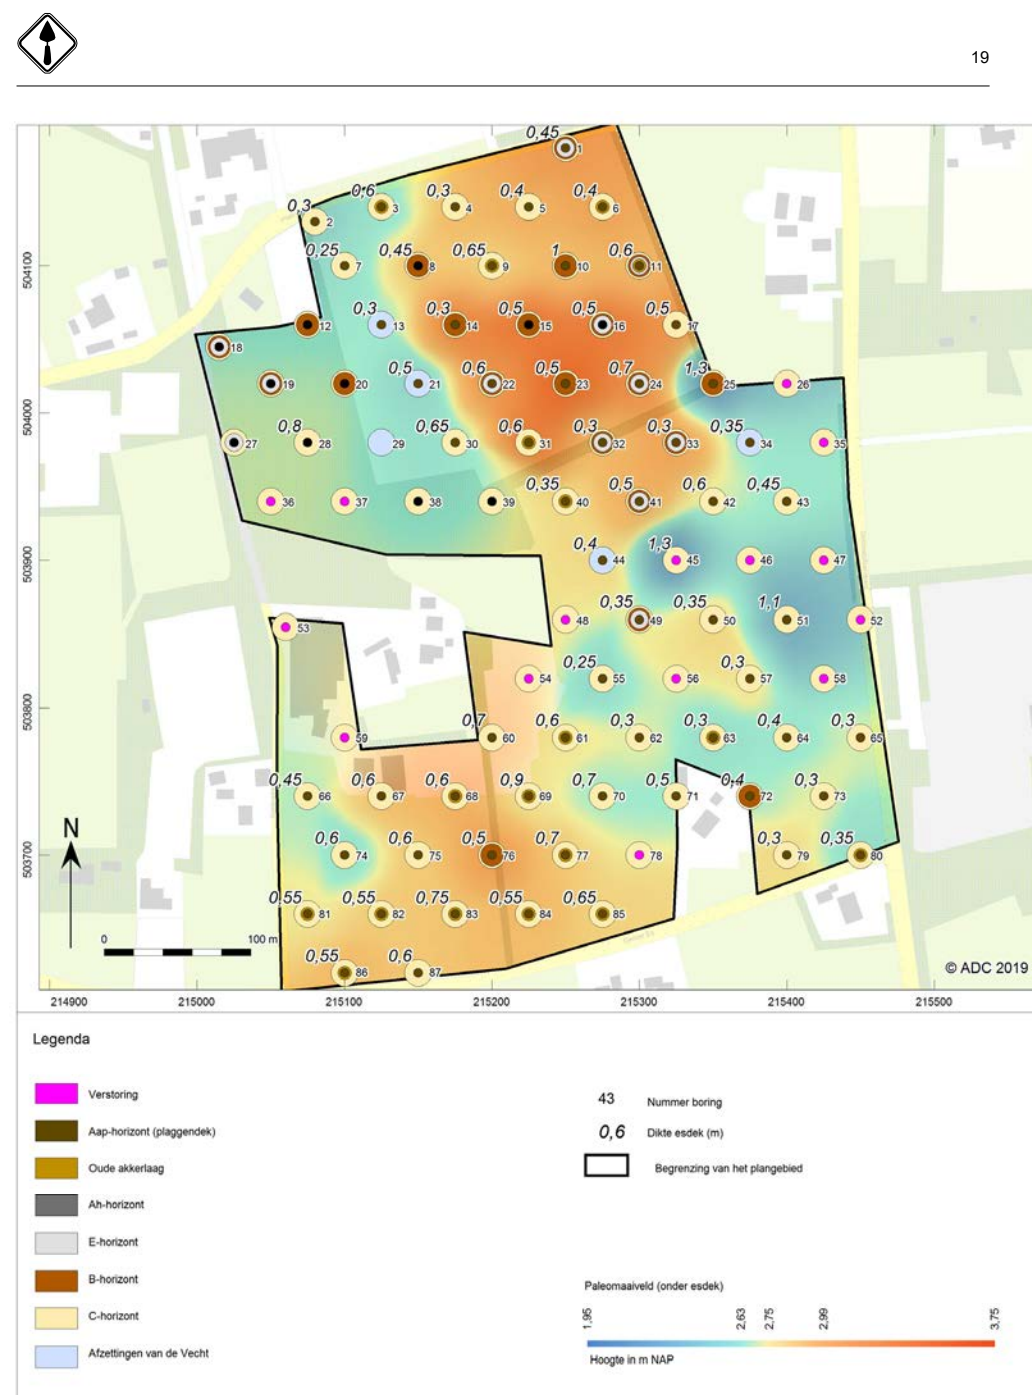 19
0,45
1
0,6 0,3 0,4 0,4
0,3 3 4 5 6
2
0,25 0,45 0,65 1 0,6
7 8 9 10 11
504100
0,3 0,3 0,5 0,5 0,5
12 13 14 15 16 17
18
0,5 0,6 0,5 0,7 1,3
19 20 21 22 23 24 25 26
504000
0,8 0,65 0,6 0,3 0,3 0,35
27 28 29 30 31 32 33 34 35
0,35 0,5 0,6 0,45
36 37 38 39 40 41 42 43
0,4 1,3
44 45 46 47
503900
0,35 0,35 1,1
48 49 50 51 52
53
0,25 0,3
54 55 56 57 58
503800
0,7 0,6 0,3 0,3 0,4 0,3
59 60 61 62 63 64 65
0,45 0,6 0,6 0,9 0,7 0,5 0,4 0,3
66 67 68 69 70 71 72 73
N
0,6 0,6 0,5 0,7 0,3 0,35
74 75 76 77 78 79 80
503700
0,55 0,55 0,75 0,55 0,65
81 82 83 84 85
0 100 m
0,55 0,6
86 87
© ADC 2019
214900 215000 215100 215200 215300 215400 215500
Legenda
Verstoring
Aap-horizont (plaggendek)
Oude akkerlaag
Ah-horizont
E-horizont
B-horizont
C-horizont
Afzettingen van de Vecht
43 Nummer boring
0,6 Dikte esdek (m)
Begrenzing van het plangebied
Paleomaaiveld (onder esdek)
1,95 2,63 2,75 2,99 3,75
Hoogte in m NAP